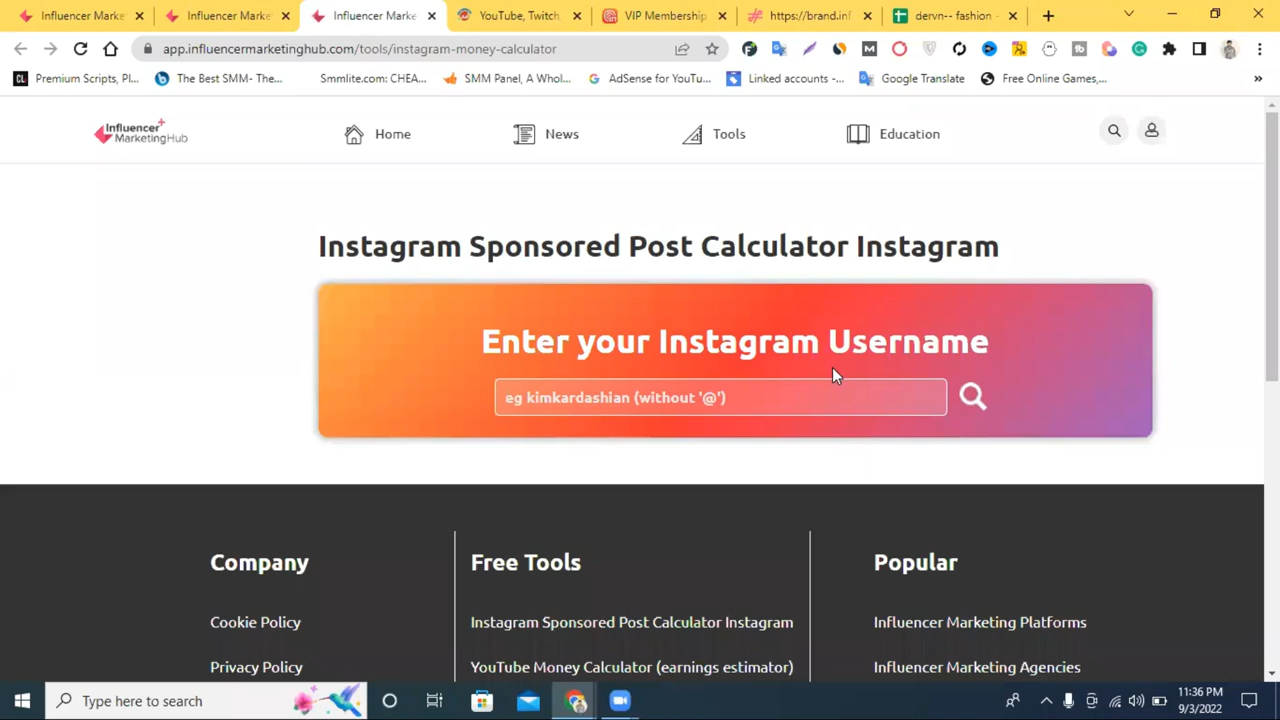 Influencer Marke
Influencer Marke
Influencer Marke
YouTube, Twitch,
VIP Membership
https://brand.inf
dervn-- fashion -
app.influencermarketinghub.com/tools/instagram-money-calculator
CL Premium Scripts, Pl...
The Best SMM- The...
Smmlite.com: CHEA...
SMM Panel, A Whol...
AdSense for YouTu...
Linked accounts -...
Google Translate
Free Online Games,...
»
Influencer MarketingHub
Home
News
Tools
Education
Instagram Sponsored Post Calculator Instagram
Enter your Instagram Username
eg kimkardashian (without '@')
Company
Free Tools
Popular
Cookie Policy
Instagram Sponsored Post Calculator Instagram
Influencer Marketing Platforms
Privacy Policy
YouTube Money Calculator (earnings estimator)
Influencer Marketing Agencies
Type here to search
11:36 PM
9/3/2022